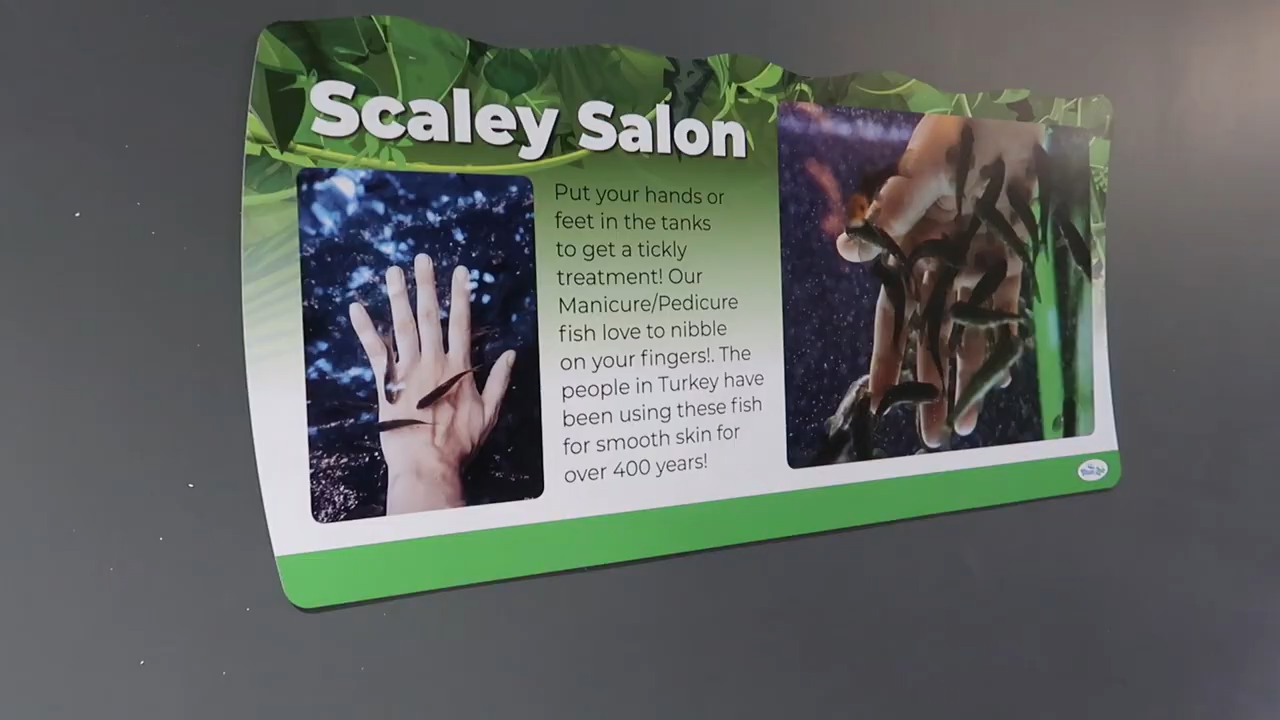 Scaley Salon
Put your hands or
feet in the tanks
to get a tickly
treatment! Our
Manicure/Pedicure
fish love to nibble
on your fingers!. The
people in Turkey have
been using these fish
for smooth skin for
over 400 years!